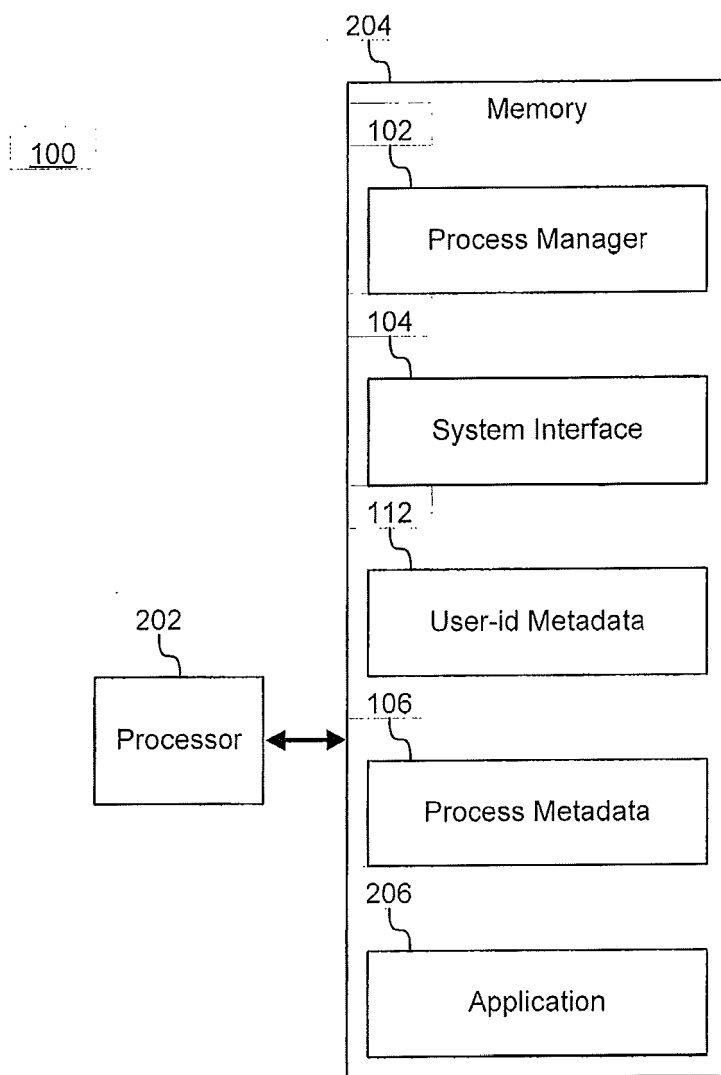 204
Memory
100
102
Process Manager
104
System Interface
112
User-id Metadata
202
Processor
106
Process Metadata
206
Application